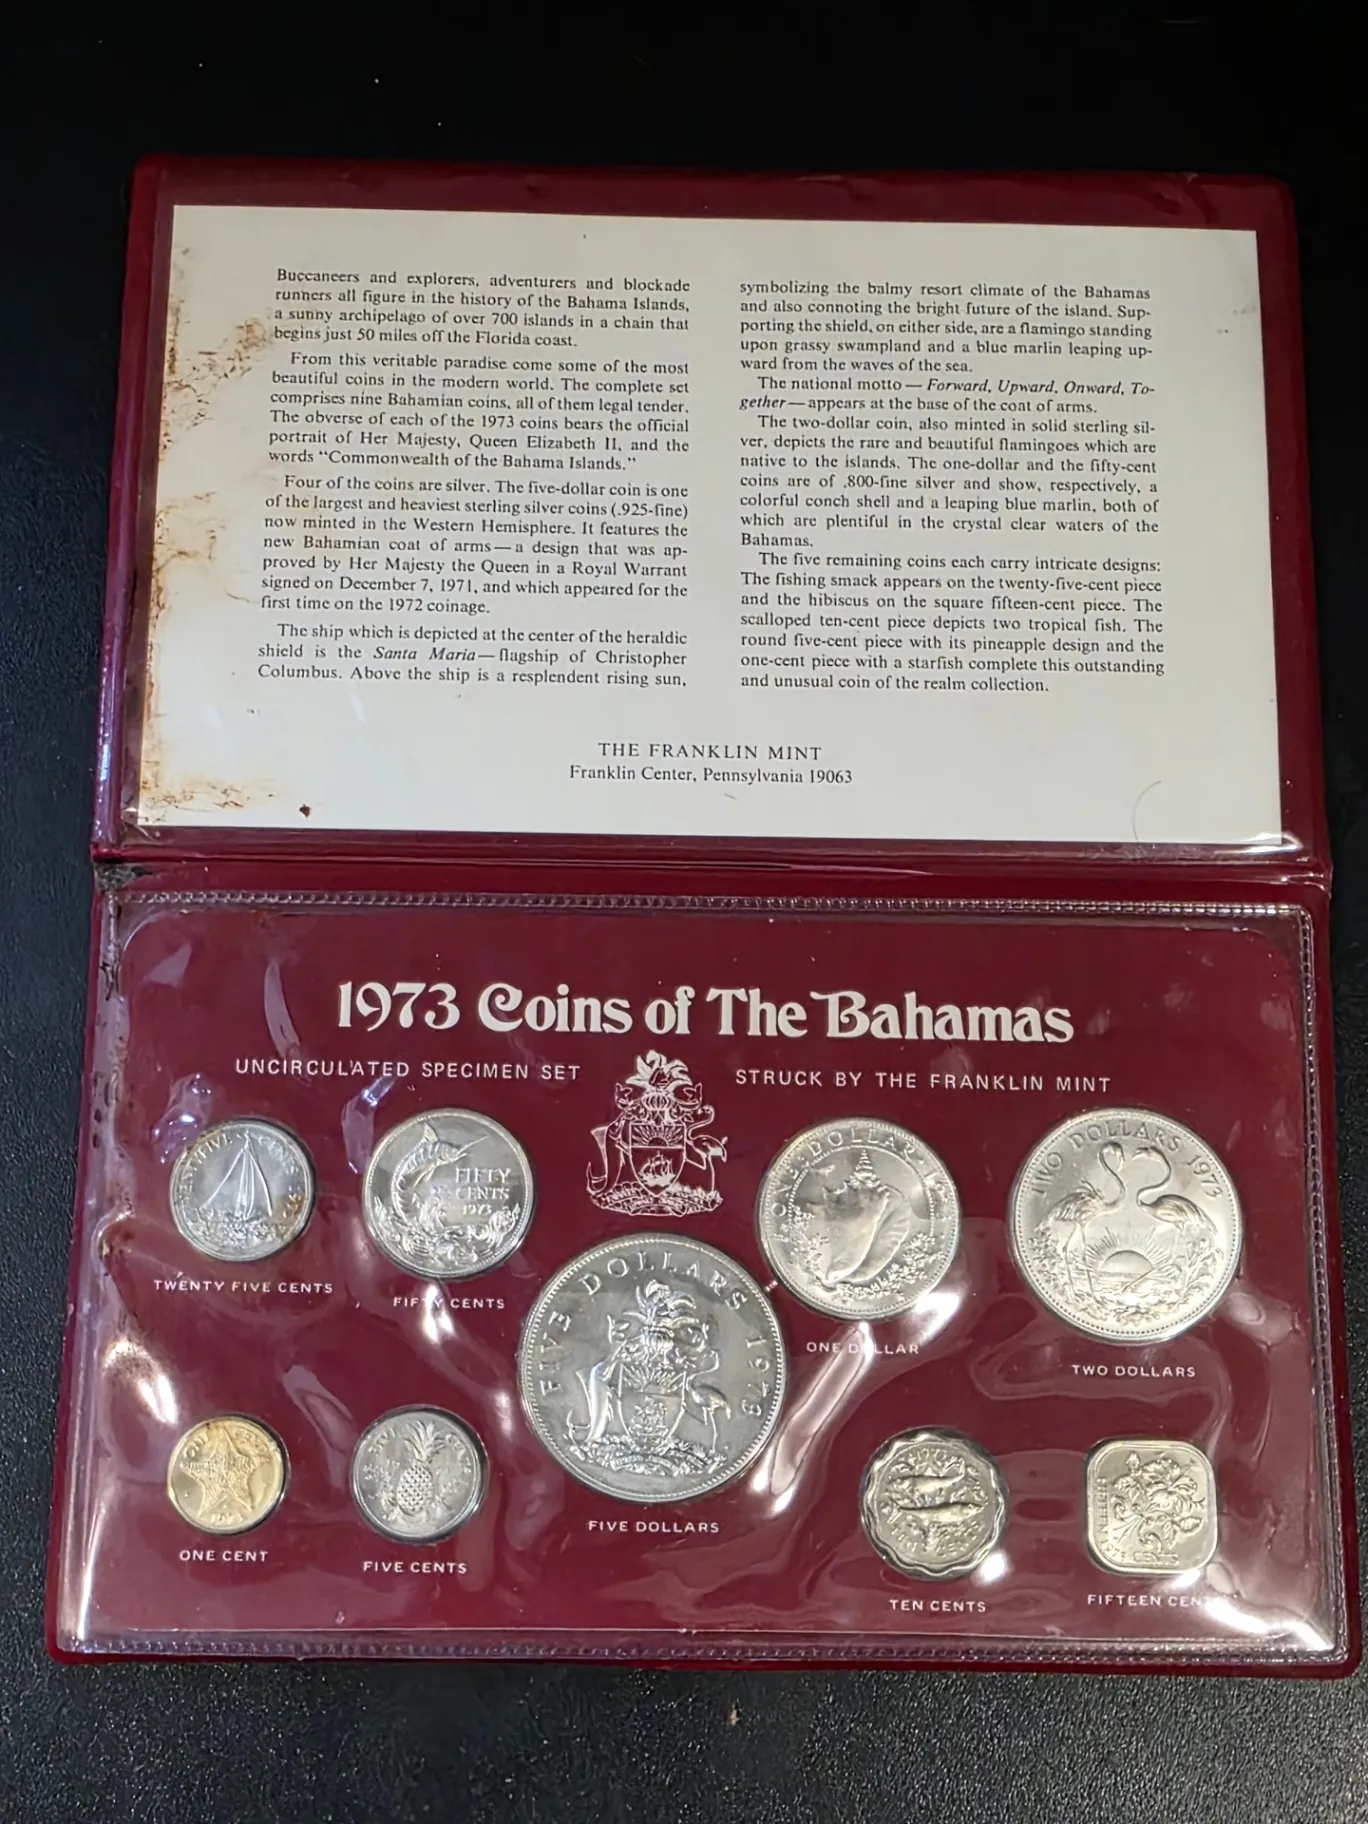 Buccaneers and explorers, adventurers and blockade
runners all figure in the history of the Bahama Islands,
a sunny archipelago of over 700 islands in a chain that
begins just 50 miles off the Florida coast.
From this veritable paradise come some of the most
beautiful coins in the modern world. The complete set
comprises nine Bahamian coins, all of them legal tender.
The obverse of each of the 1973 coins bears the official
portrait of Her Majesty, Queen Elizabeth II, and the
words “Commonwealth of the Bahama Islands.”
Four of the coins are silver. The five-dollar coin is one
of the largest and heaviest sterling silver coins (.925-fine)
now minted in the Western Hemisphere. It features the
new Bahamian coat of arms—a design that was ap-
proved by Her Majesty the Queen in a Royal Warrant
signed on December 7, 1971, and which appeared for the
first time on the 1972 coinage.
The ship which is depicted at the center of the heraldic
shield is the Santa Maria—flagship of Christopher
Columbus. Above the ship is a resplendent rising sun,
symbolizing the balmy resort climate of the Bahamas
and also connoting the bright future of the island. Sup-
porting the shield, on either side, are a flamingo standing
upon grassy swampland and a blue marlin leaping up-
ward from the waves of the sea.
The national motto — Forward, Upward, Onward, To-
gether—appears at the base of the coat of arms.
The two-dollar coin, also minted in solid sterling sil-
ver, depicts the rare and beautiful flamingoes which are
native to the islands. The one-dollar and the fifty-cent
coins are of .800-fine silver and show, respectively, a
colorful conch shell and a leaping blue marlin, both of
which are plentiful in the crystal clear waters of the
Bahamas.
The five remaining coins each carry intricate designs:
The fishing smack appears on the twenty-five-cent piece
and the hibiscus on the square fifteen-cent piece. The
scalloped ten-cent piece depicts two tropical fish. The
round five-cent piece with its pineapple design and the
one-cent piece with a starfish complete this outstanding
and unusual coin of the realm collection.
THE FRANKLIN MINT
Franklin Center, Pennsylvania 19063
1973 Coins of The Bahamas
UNCIRCULATED SPECIMEN SET
STRUCK BY THE FRANKLIN MINT
TWENTY FIVE CENTS
FIFTY
CENTS
1973
ONE DOLLAR
TWO DOLLARS 1973
TWENTY FIVE CENTS
FIFTY CENTS
FIVE DOLLARS 1973
ONE DOLLAR
TWO DOLLARS
1973
CENTS
ONE CENT
FIVE CENTS
FIVE DOLLARS
TEN CENTS
FIFTEEN CEN